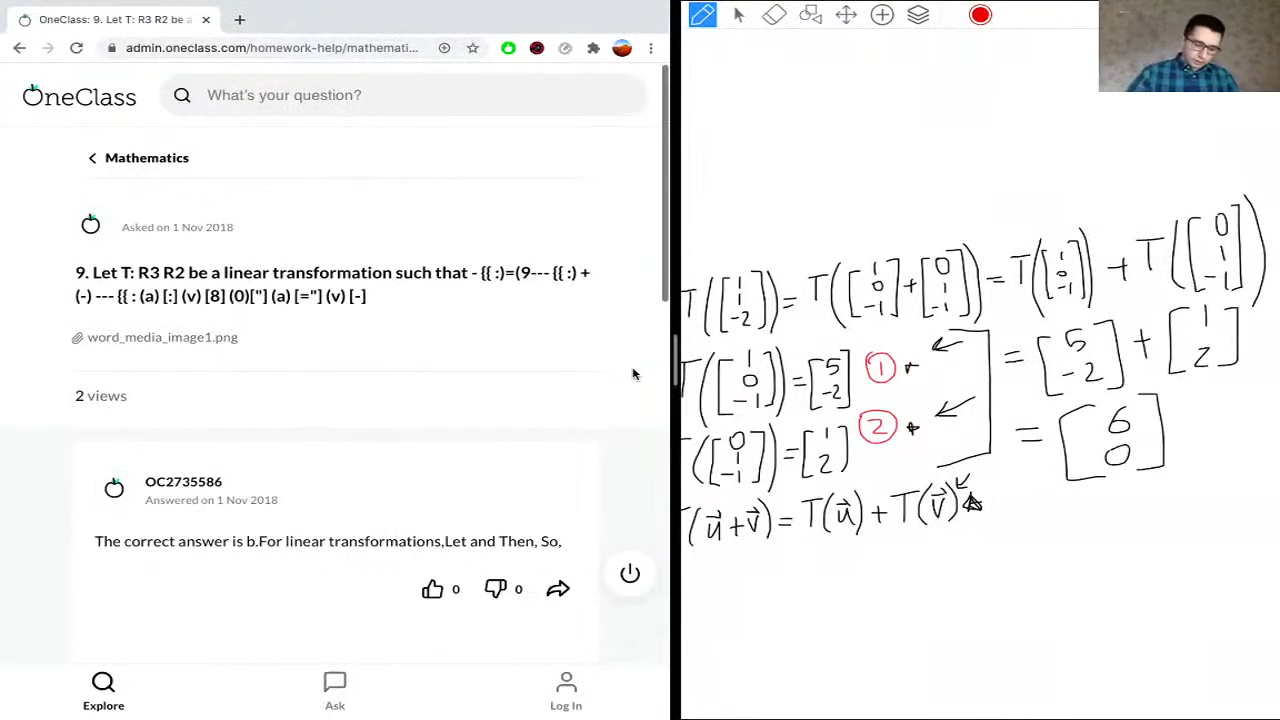 OneClass: 9. Let T: R3 R2 be a
admin.oneclass.com/homework-help/mathemati...
OneClass
What's your question?
Mathematics
Asked on 1 Nov 2018
9. Let T: R3 R2 be a linear transformation such that - {{ :)=(9--- {{ :) +
(-) --- {{ : (a) [:] (v) [8] (0)["] (a) [="] (v) [-]
word_media_image1.png
2 views
OC2735586
Answered on 1 Nov 2018
The correct answer is b.For linear transformations,Let and Then, So,
0
0
Explore
Ask
Log In
T([1 1 -2]) = T([1 0 -1] + [0 1 -1]) = T([1 0 -1]) + T([0 1 -1])
T([1 0 -1]) = [5 -2] 1
= [5 -2] + [1 2]
T([0 1 -1]) = [1 2] 2
= [6 0]
T(u⃗+v⃗) = T(u⃗) + T(v⃗)